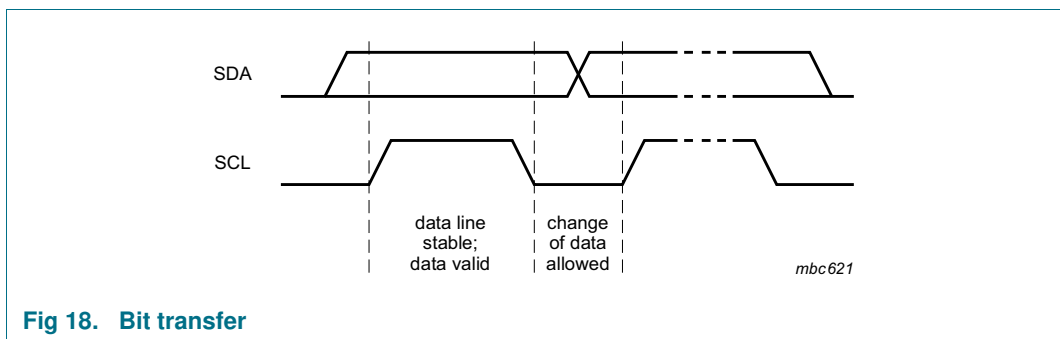 SDA
SCL
data line
stable;
data valid
change
of data
allowed
mbc621
Fig 18. Bit transfer